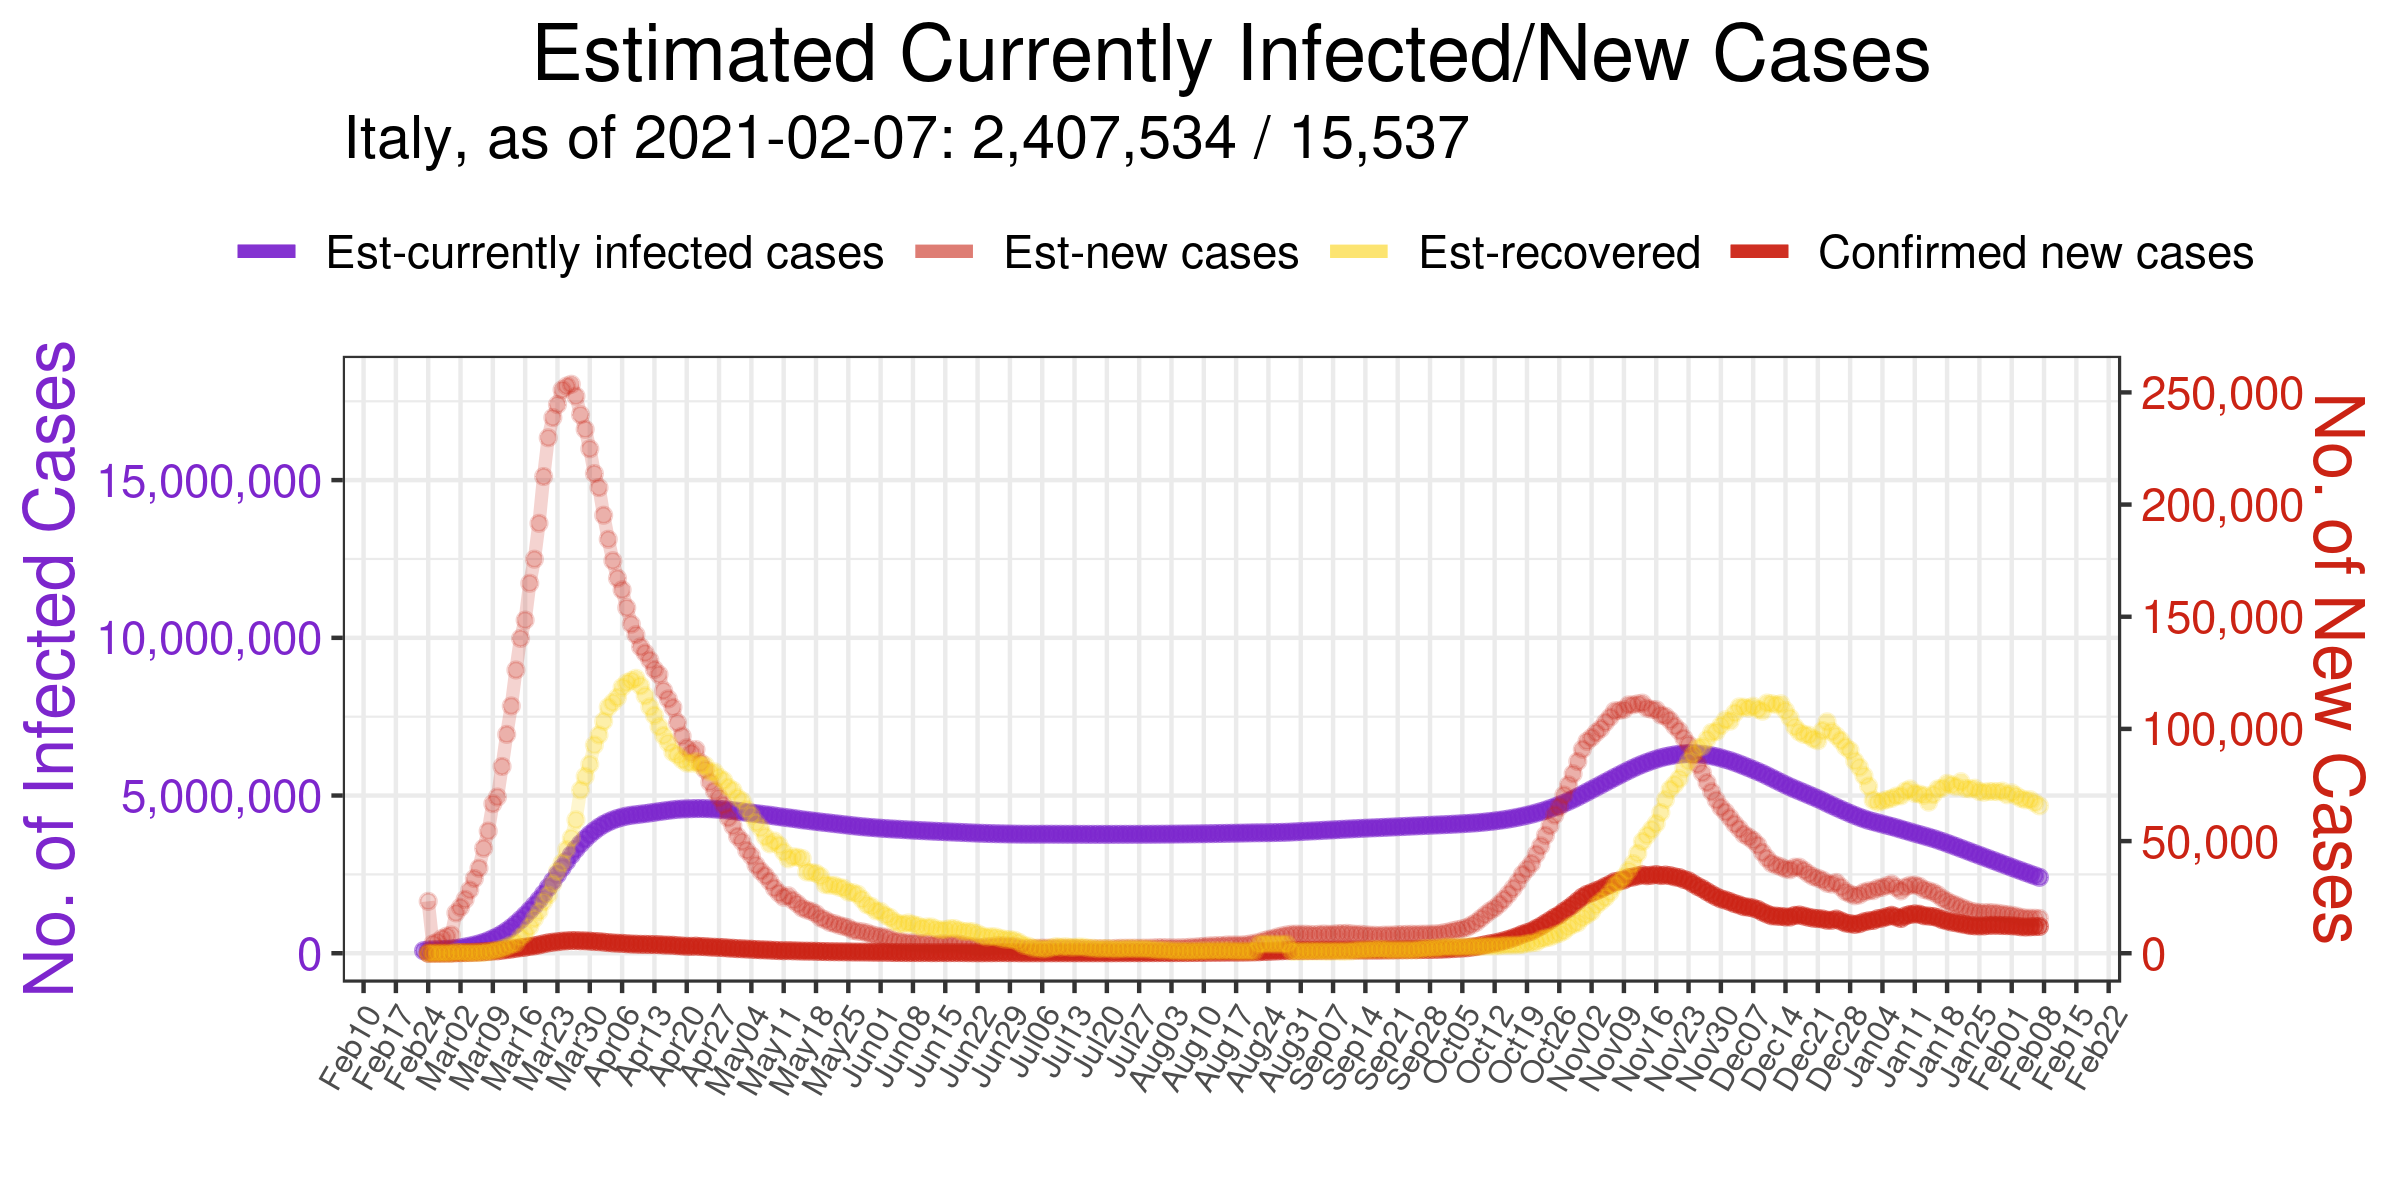 Estimated Currently Infected/New Cases
Italy, as of 2021-02-07: 2,407,534 / 15,537
Est-currently infected cases Est-new cases Est-recovered Confirmed new cases
No. of Infected Cases
15,000,000
10,000,000
5,000,000
0
250,000
200,000
150,000
100,000
50,000
0
No. of New Cases
Feb10 Feb17 Feb24 Mar02 Mar09 Mar16 Mar23 Mar30 Apr06 Apr13 Apr20 Apr27 May04 May11 May18 May25 Jun01 Jun08 Jun15 Jun22 Jun29 Jul06 Jul13 Jul20 Jul27 Aug03 Aug10 Aug17 Aug24 Aug31 Sep07 Sep14 Sep21 Sep28 Oct05 Oct12 Oct19 Oct26 Nov02 Nov09 Nov16 Nov23 Nov30 Dec07 Dec14 Dec21 Dec28 Jan04 Jan11 Jan18 Jan25 Feb01 Feb08 Feb15 Feb22